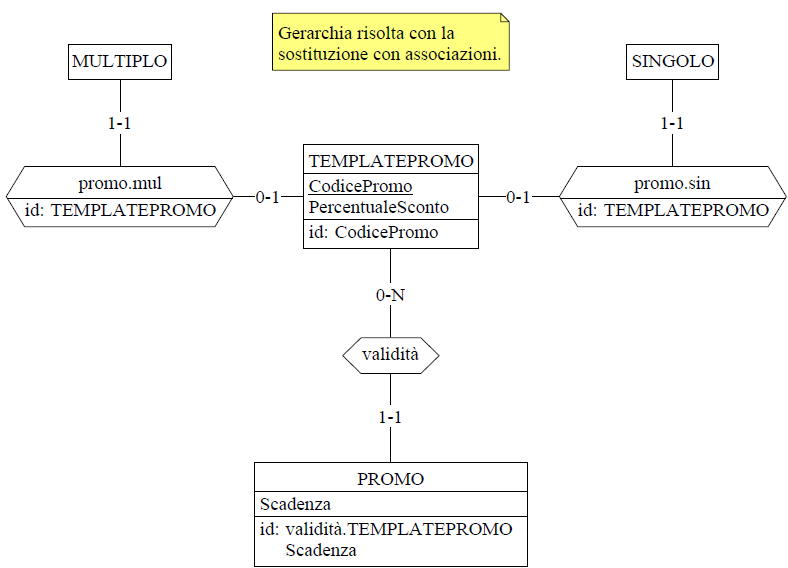 Gerarchia risolta con la
sostituzione con associazioni.
MULTIPLO
SINGOLO
1-1
1-1
TEMPLATEPROMO
CodicePromo
PercentualeSconto
id: CodicePromo
promo.mul
id: TEMPLATEPROMO
0-1
0-1
promo.sin
id: TEMPLATEPROMO
0-N
validità
1-1
PROMO
Scadenza
id: validità.TEMPLATEPROMO
Scadenza